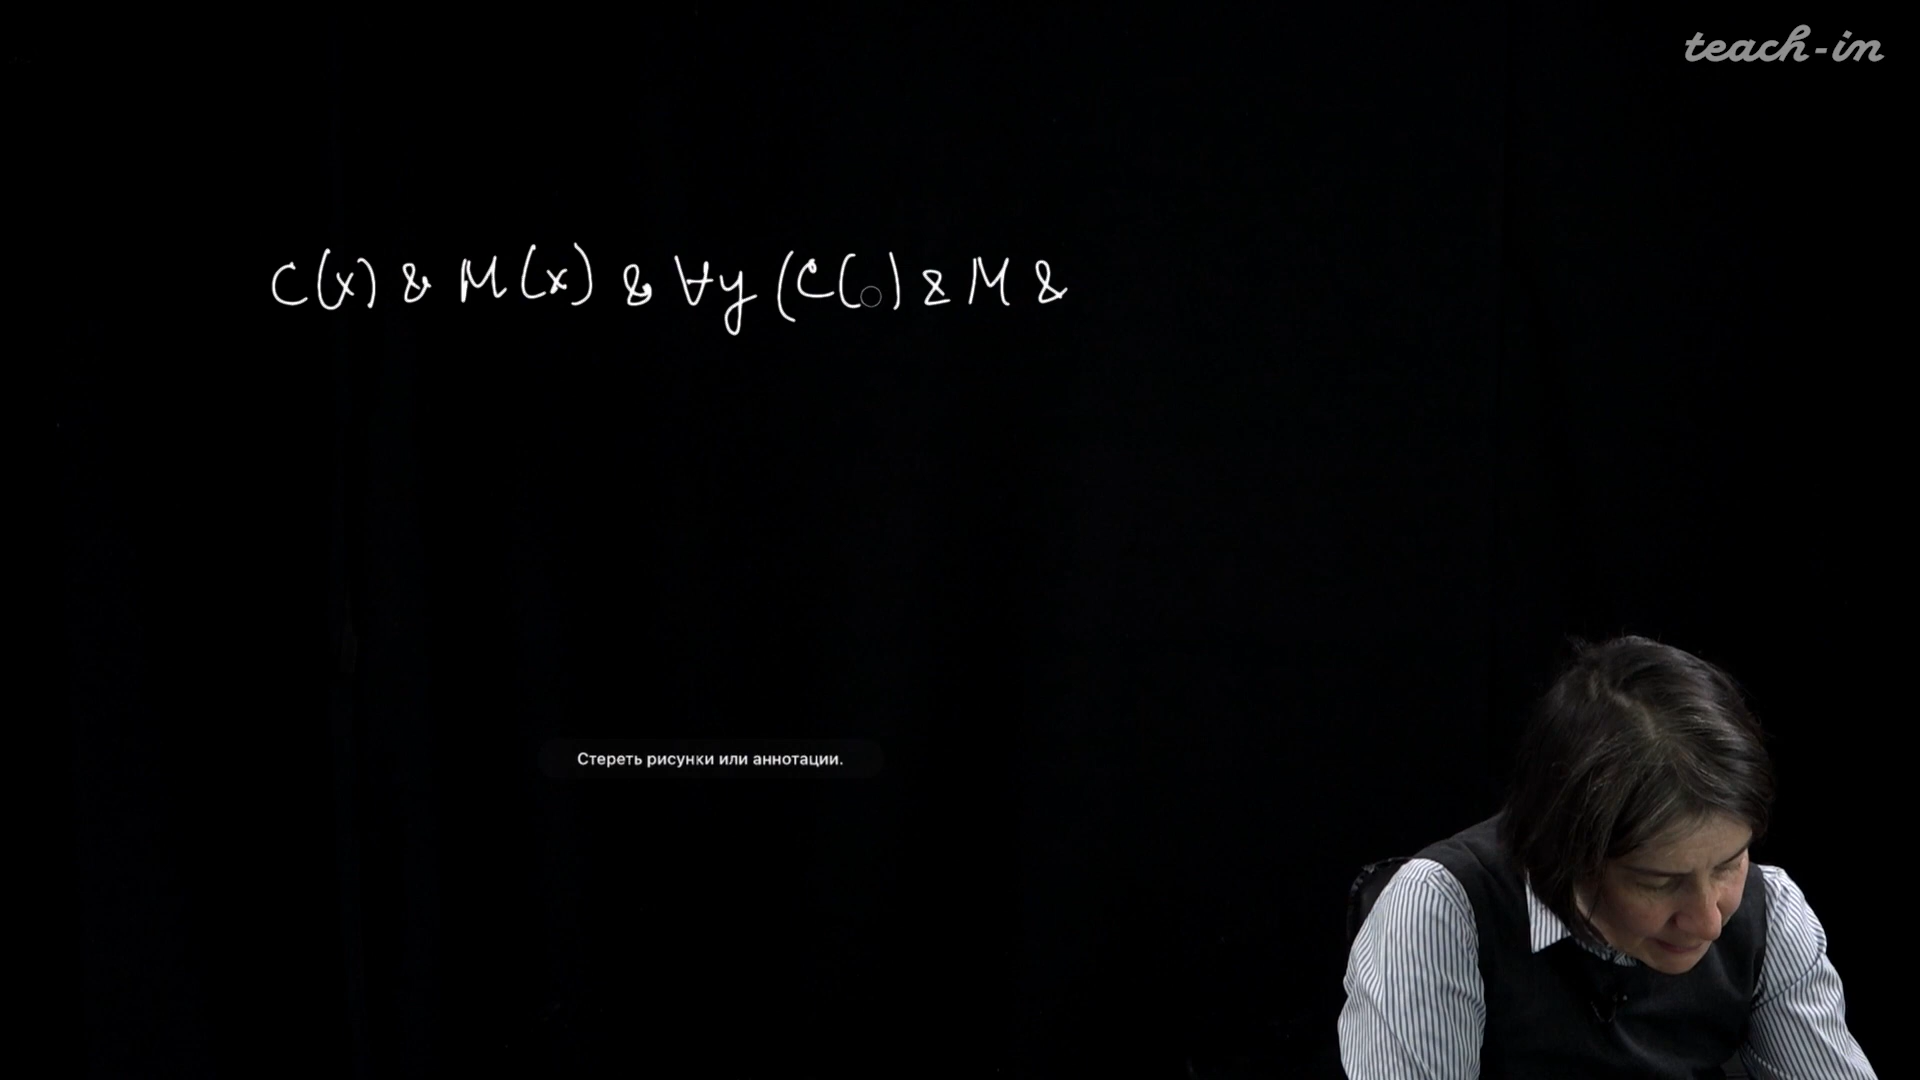 teach-in
C(x) & M(x) & ∀y (C( ) & M &
Стереть рисунки или аннотации.